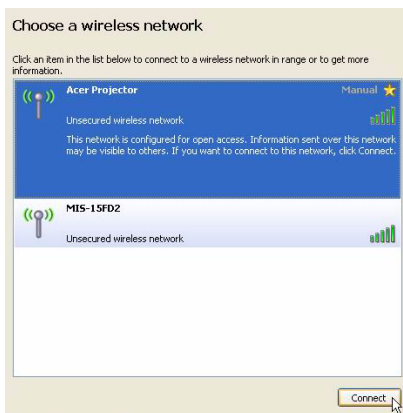 Choose a wireless network
Click an item in the list below to connect to a wireless network in range or to get more
information.
Acer Projector Manual
Unsecured wireless network
This network is configured for open access. Information sent over this network
may be visible to others. If you want to connect to this network, click Connect.
MIS-15FD2
Unsecured wireless network
Connect